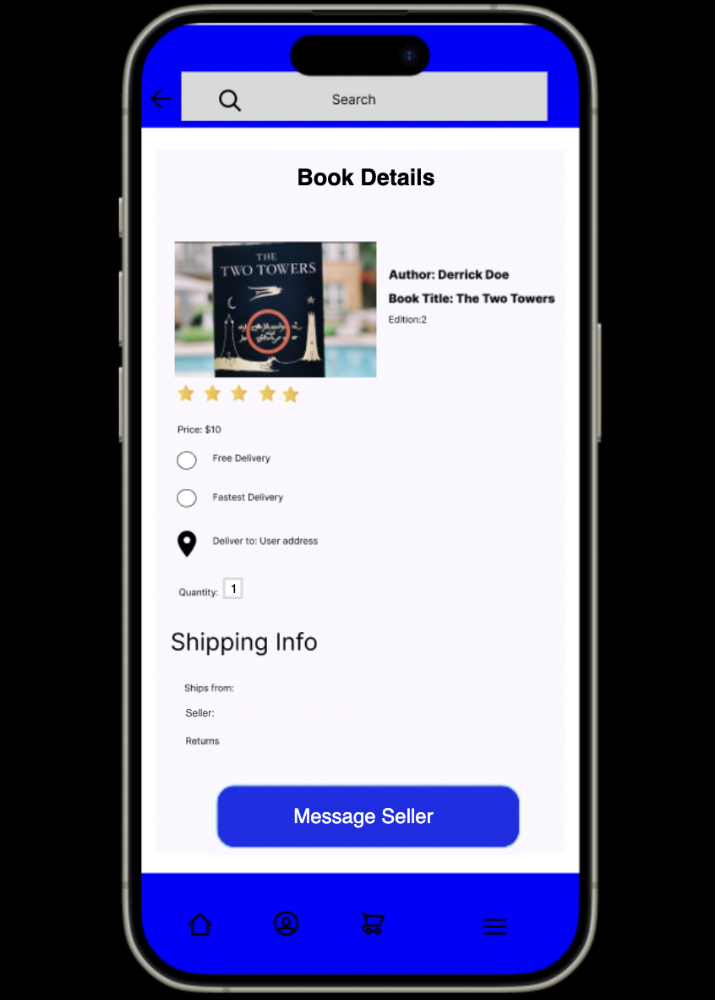 Search
Book Details
THE
TWO TOWERS
Author: Derrick Doe
Book Title: The Two Towers
Edition:2
Price: $10
Free Delivery
Fastest Delivery
Deliver to: User address
Quantity: 1
Shipping Info
Ships from:
Seller:
Returns
Message Seller